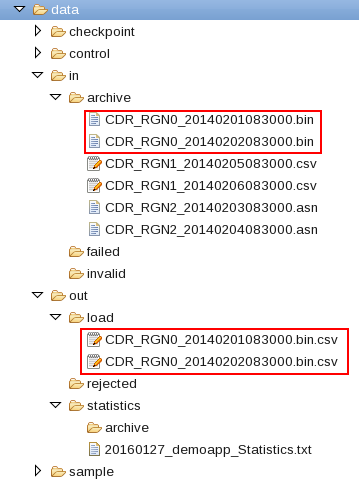 data
checkpoint
control
in
archive
CDR_RGN0_20140201083000.bin
CDR_RGN0_20140202083000.bin
CDR_RGN1_20140205083000.csv
CDR_RGN1_20140206083000.csv
CDR_RGN2_20140203083000.asn
CDR_RGN2_20140204083000.asn
failed
invalid
out
load
CDR_RGN0_20140201083000.bin.csv
CDR_RGN0_20140202083000.bin.csv
rejected
statistics
archive
20160127_demoapp_Statistics.txt
sample